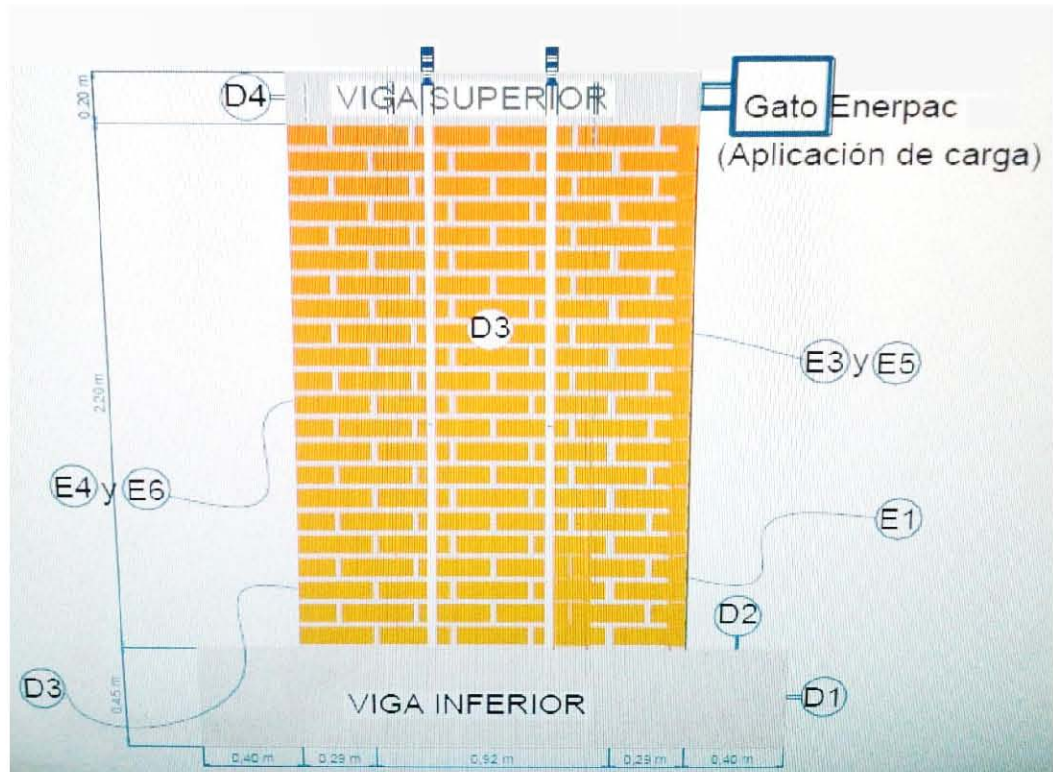 0.20 m
D4
VIGA SUPERIOR
Gato Enerpac
(Aplicación de carga)
D3
E3 y E5
2.20 m
E4 y E6
E1
D2
D3
0,45 m
VIGA INFERIOR
D1
0,40 m
0,29 m
0,92 m
0,29 m
0,40 m